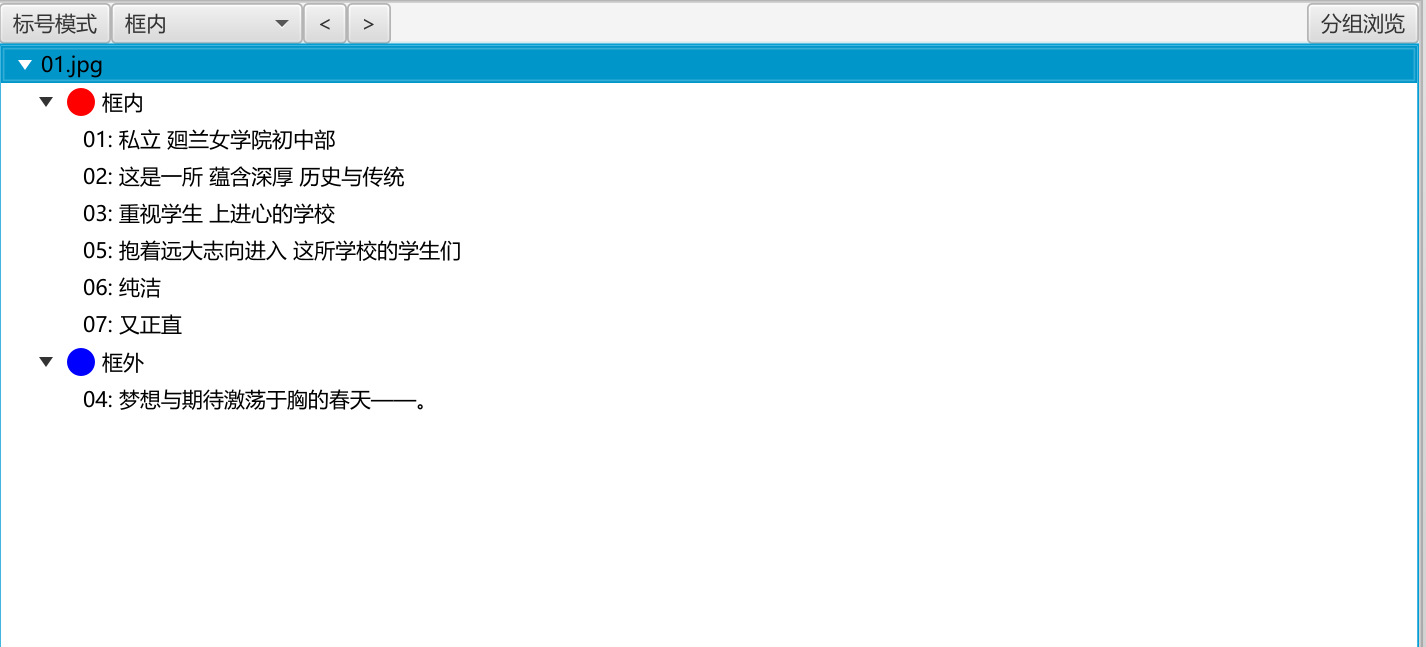 标号模式 框内 < > 分组浏览
01.jpg
框内
01: 私立 廻兰女学院初中部
02: 这是一所 蕴含深厚 历史与传统
03: 重视学生 上进心的学校
05: 抱着远大志向进入 这所学校的学生们
06: 纯洁
07: 又正直
框外
04: 梦想与期待激荡于胸的春天——。